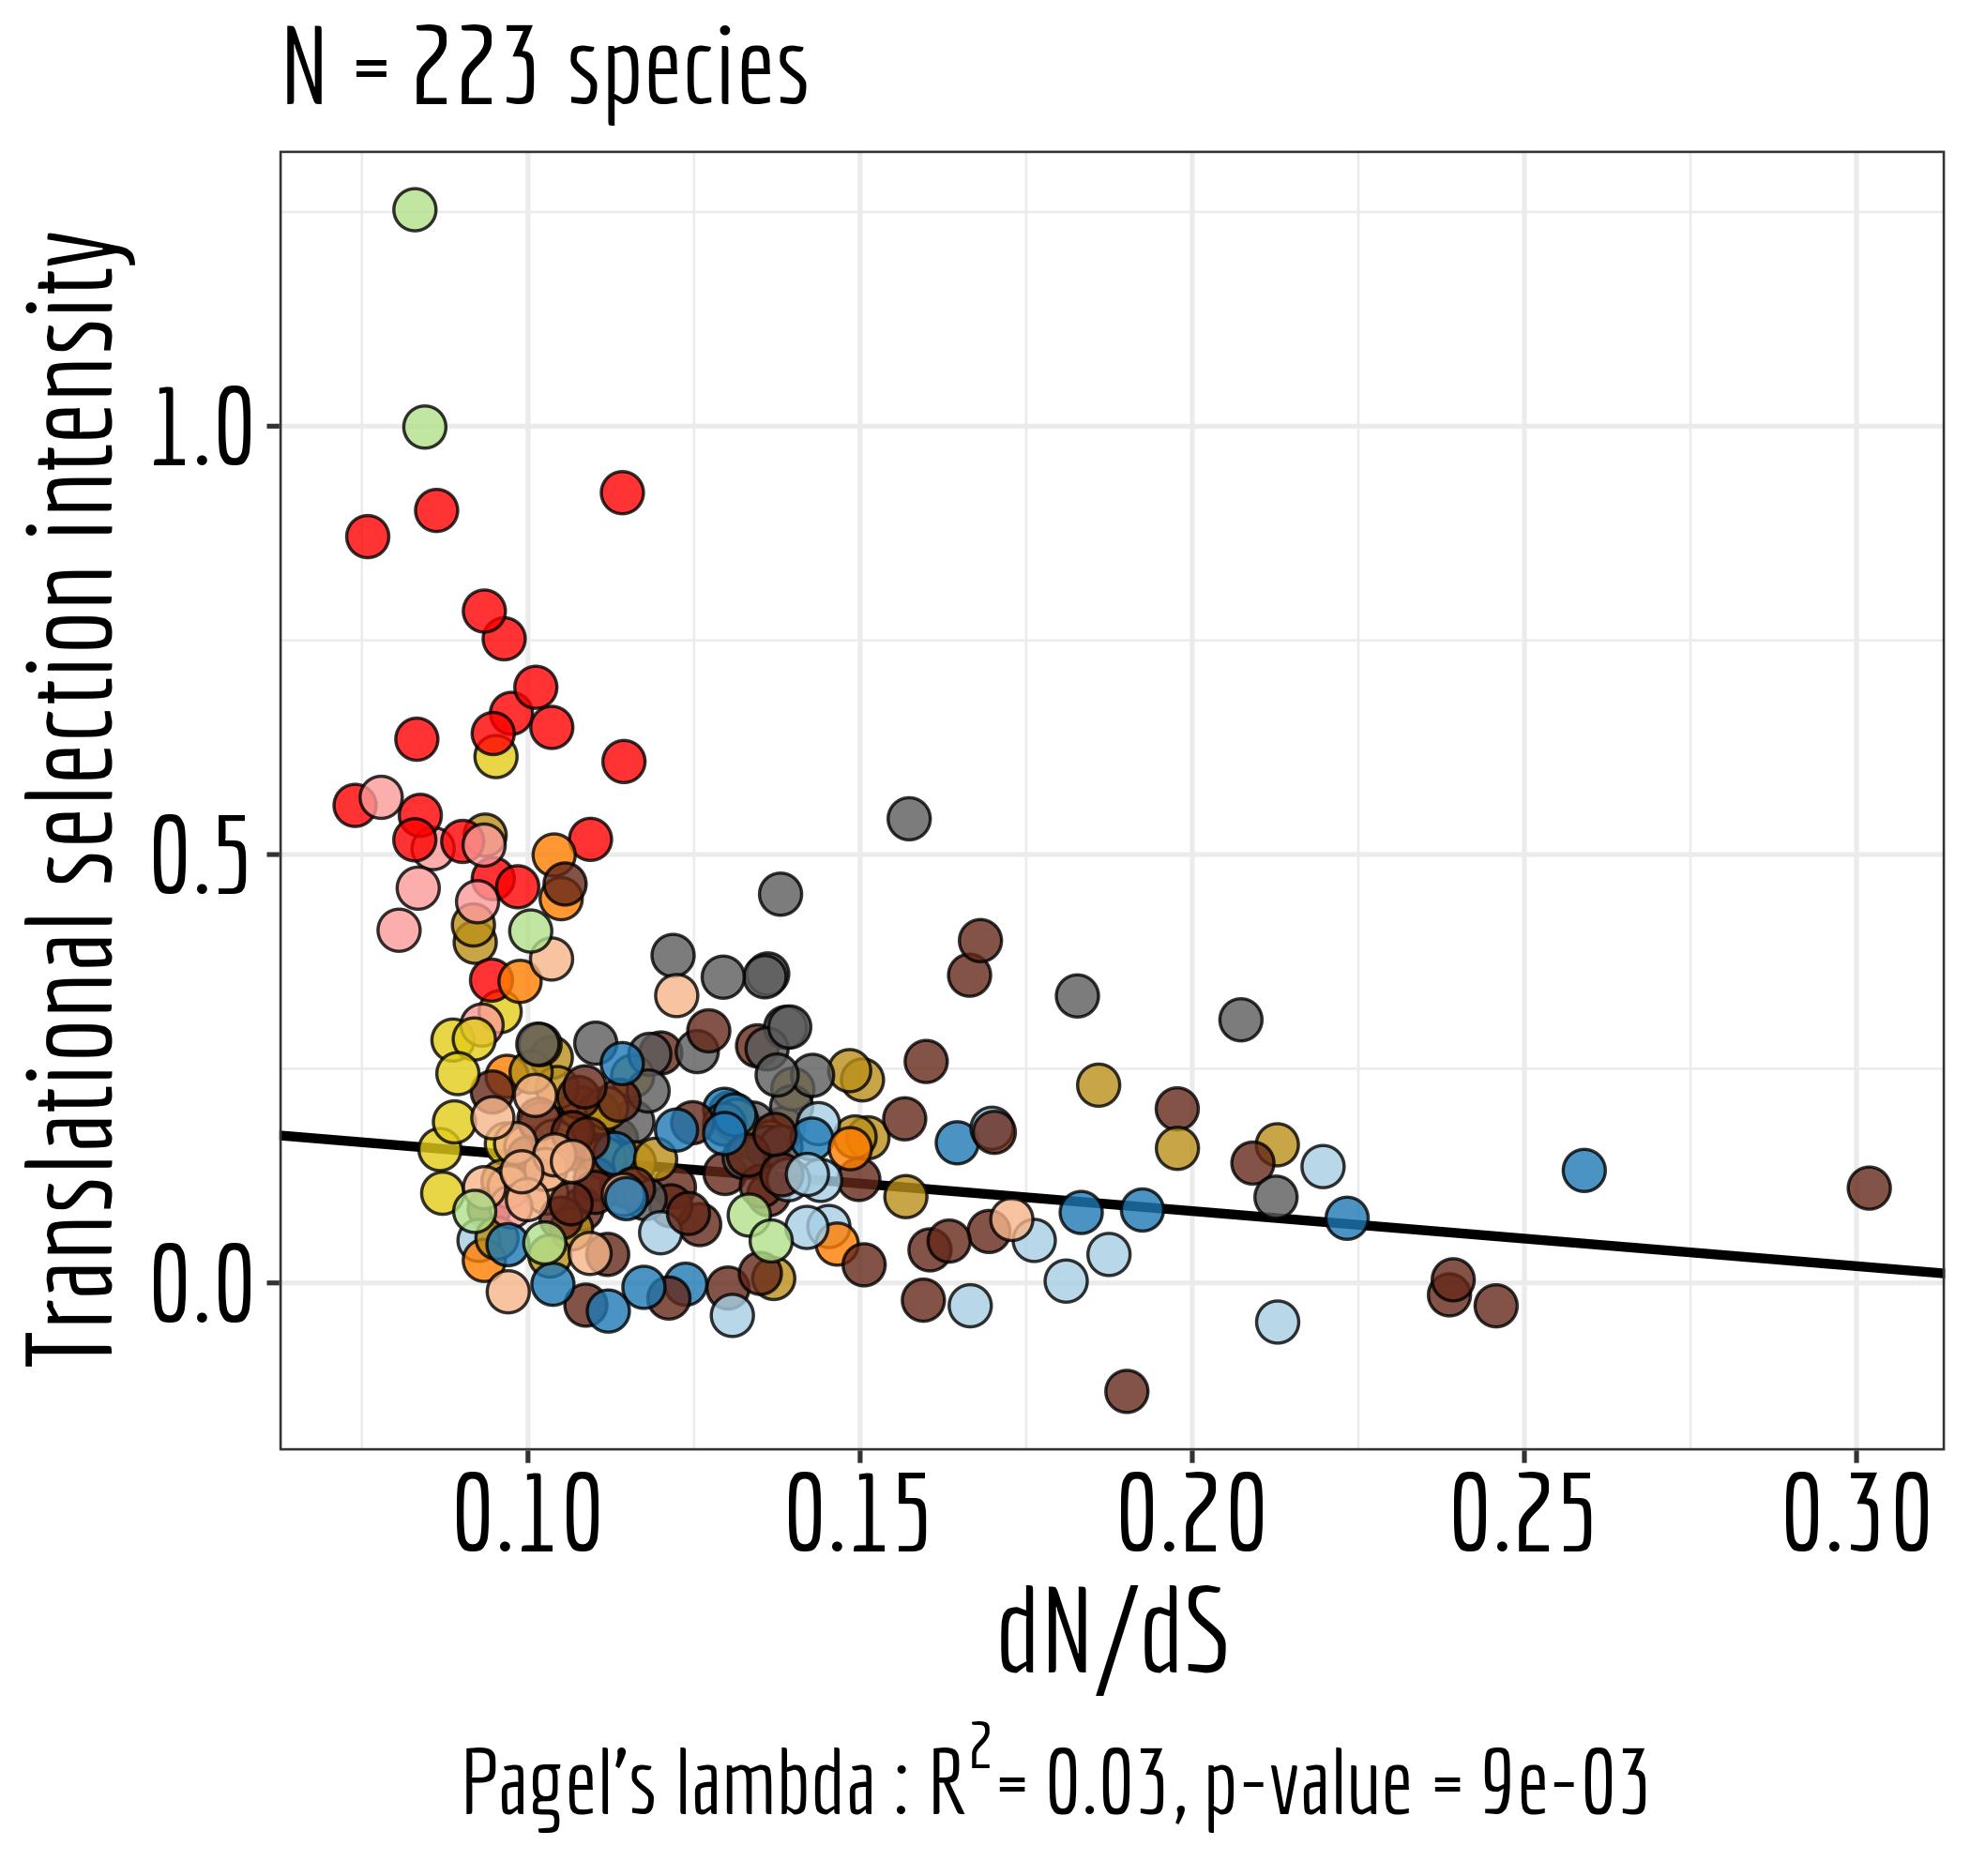 N = 223 species
Translational selection intensity
1.0
0.5
0.0
0.10 0.15 0.20 0.25 0.30
dN/dS
Pagel's lambda : R² = 0.03, p-value = 9e-03